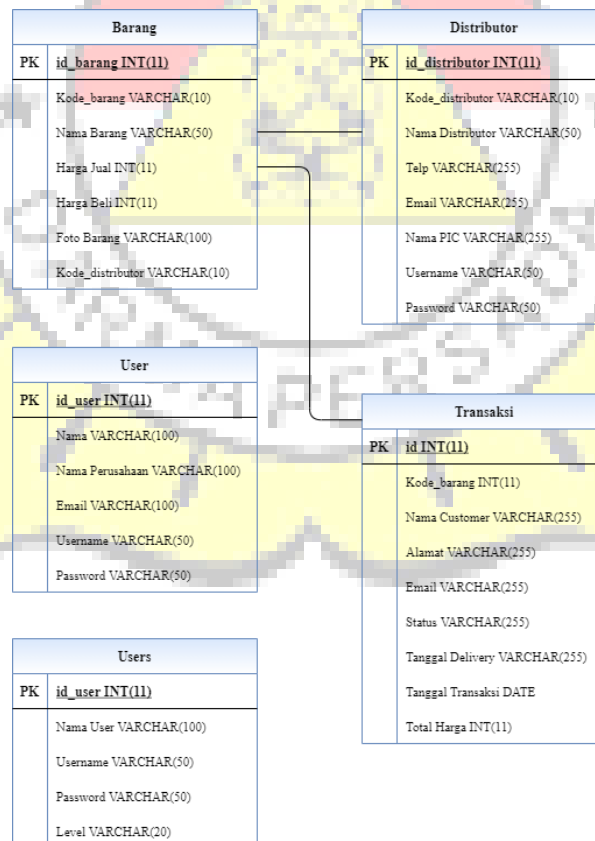 Barang
PK id_barang INT(11)
Kode_barang VARCHAR(10)
Nama Barang VARCHAR(50)
Harga Jual INT(11)
Harga Beli INT(11)
Foto Barang VARCHAR(100)
Kode_distributor VARCHAR(10)
Distributor
PK id_distributor INT(11)
Kode_distributor VARCHAR(10)
Nama Distributor VARCHAR(50)
Telp VARCHAR(255)
Email VARCHAR(255)
Nama PIC VARCHAR(255)
Username VARCHAR(50)
Password VARCHAR(50)
User
PK id_user INT(11)
Nama VARCHAR(100)
Nama Perusahaan VARCHAR(100)
Email VARCHAR(100)
Username VARCHAR(50)
Password VARCHAR(50)
Transaksi
PK id INT(11)
Kode_barang INT(11)
Nama Customer VARCHAR(255)
Alamat VARCHAR(255)
Email VARCHAR(255)
Status VARCHAR(255)
Tanggal Delivery VARCHAR(255)
Tanggal Transaksi DATE
Total Harga INT(11)
Users
PK id_user INT(11)
Nama User VARCHAR(100)
Username VARCHAR(50)
Password VARCHAR(50)
Level VARCHAR(20)